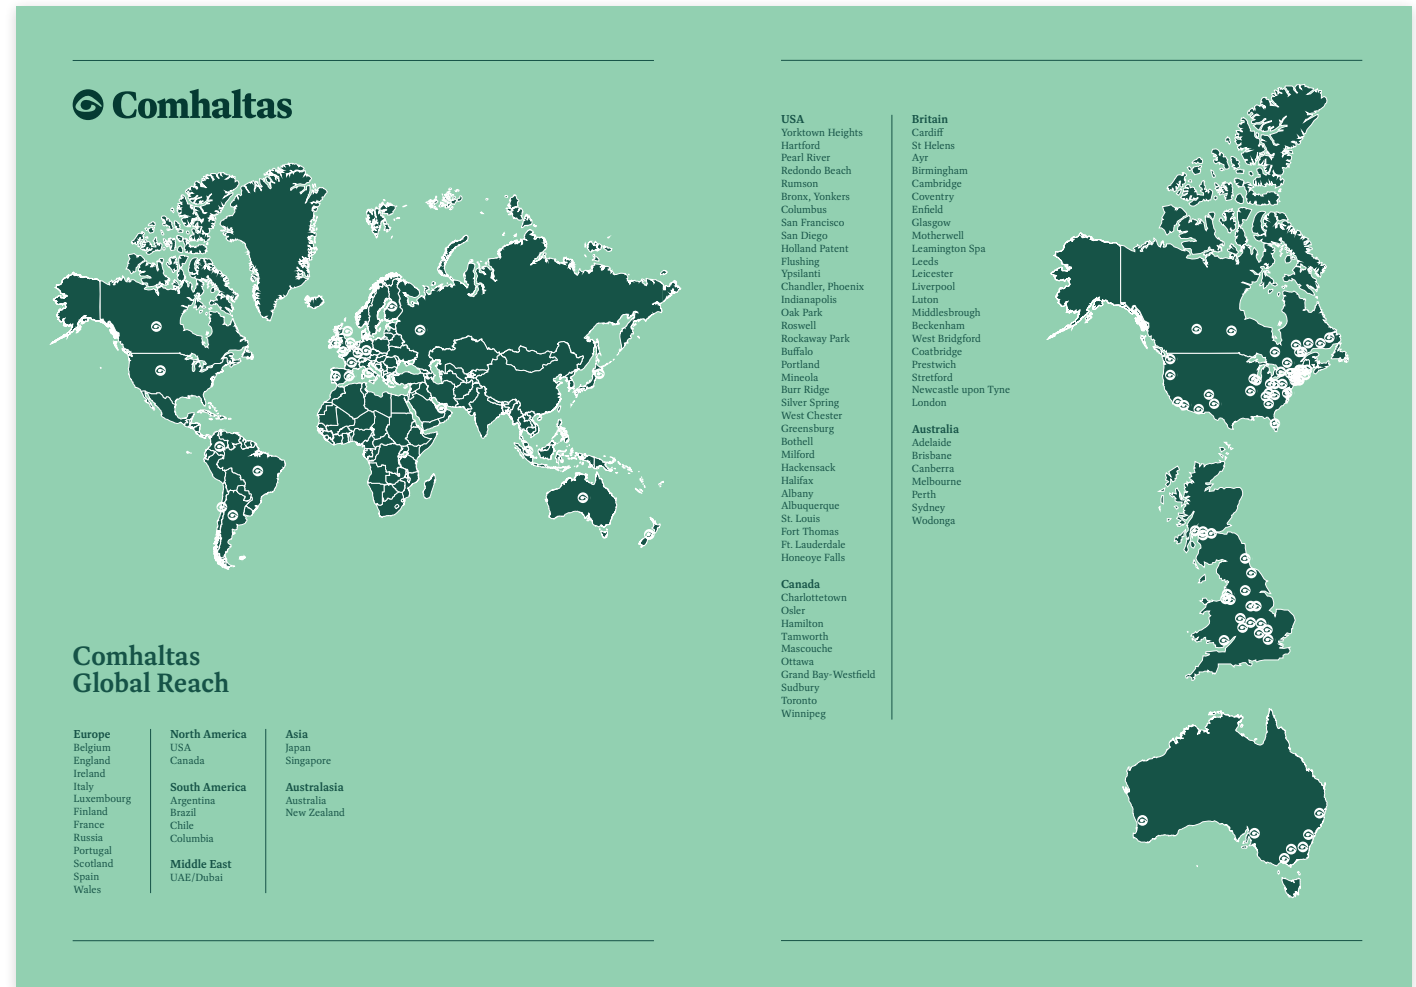 Comhaltas
Comhaltas
Global Reach
Europe
Belgium
England
Ireland
Italy
Luxembourg
Finland
France
Russia
Portugal
Scotland
Spain
Wales
North America
USA
Canada
South America
Argentina
Brazil
Chile
Columbia
Middle East
UAE/Dubai
Asia
Japan
Singapore
Australasia
Australia
New Zealand
USA
Yorktown Heights
Hartford
Pearl River
Redondo Beach
Rumson
Bronx, Yonkers
Columbus
San Francisco
San Diego
Holland Patent
Flushing
Ypsilanti
Chandler, Phoenix
Indianapolis
Oak Park
Roswell
Rockaway Park
Buffalo
Portland
Mineola
Burr Ridge
Silver Spring
West Chester
Greensburg
Bothell
Milford
Hackensack
Halifax
Albany
Albuquerque
St. Louis
Fort Thomas
Ft. Lauderdale
Honeoye Falls
Canada
Charlottetown
Osler
Hamilton
Tamworth
Mascouche
Ottawa
Grand Bay-Westfield
Sudbury
Toronto
Winnipeg
Britain
Cardiff
St Helens
Ayr
Birmingham
Cambridge
Coventry
Enfield
Glasgow
Motherwell
Leamington Spa
Leeds
Leicester
Liverpool
Luton
Middlesbrough
Beckenham
West Bridgford
Coatbridge
Prestwich
Stretford
Newcastle upon Tyne
London
Australia
Adelaide
Brisbane
Canberra
Melbourne
Perth
Sydney
Wodonga